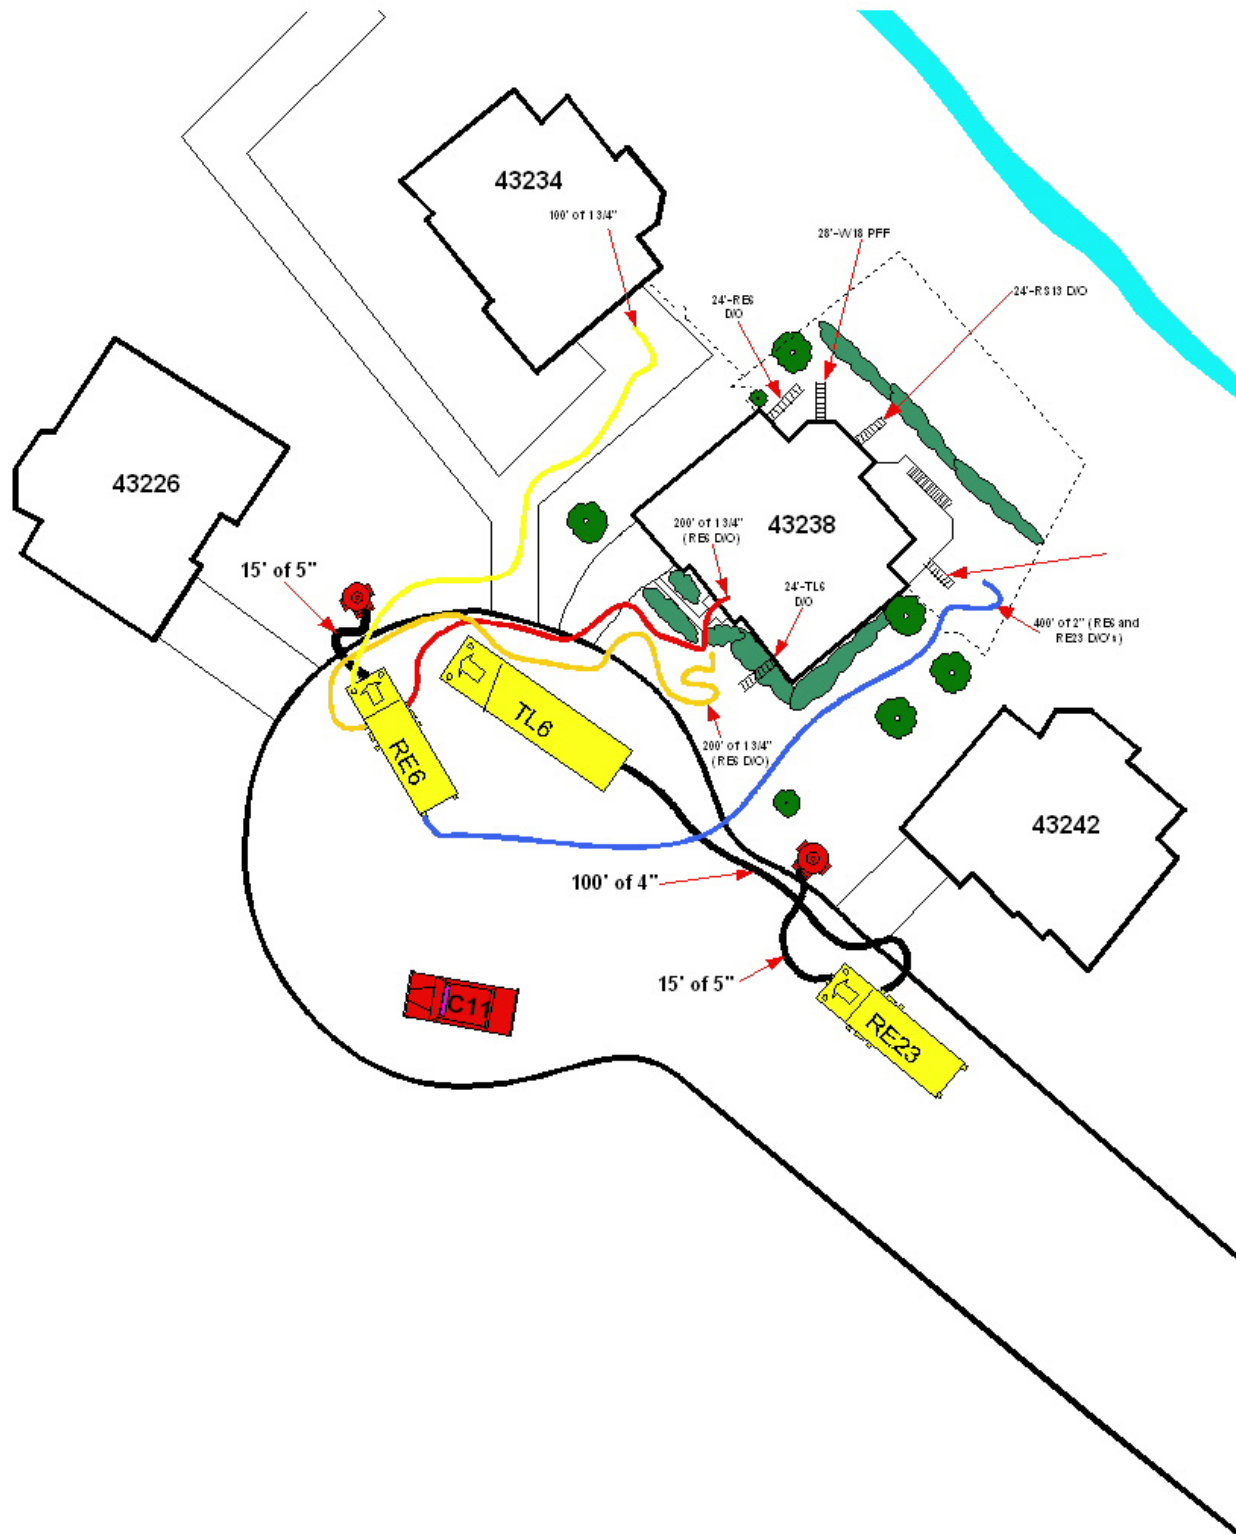 43234
100' of 1 3/4"
28'-W18 PFF
24'-RE6
D/O
24'-RS13 D/O
43226
200' of 1 3/4"
(RE6 D/O)
43238
15' of 5"
24'-TL6
D/O
400' of 2" (RE6 and
RE23 D/O's)
TL6
RE6
200' of 1 3/4"
(RE6 D/O)
43242
100' of 4"
15' of 5"
C11
RE23